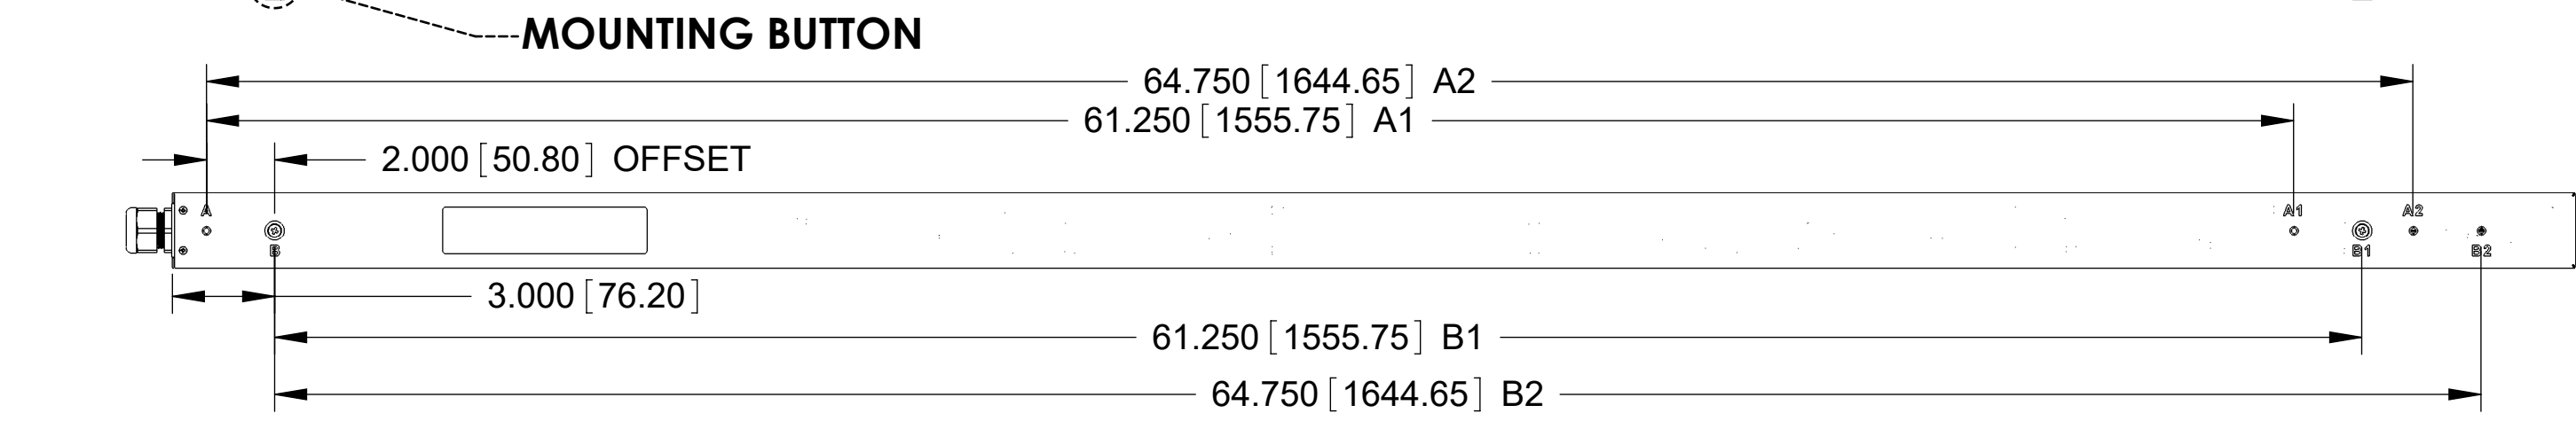 MOUNTING BUTTON
64.750 [1644.65] A2
61.250 [1555.75] A1
2.000 [50.80] OFFSET
A
A1
A2
B
B1
B2
3.000 [76.20]
61.250 [1555.75] B1
64.750 [1644.65] B2